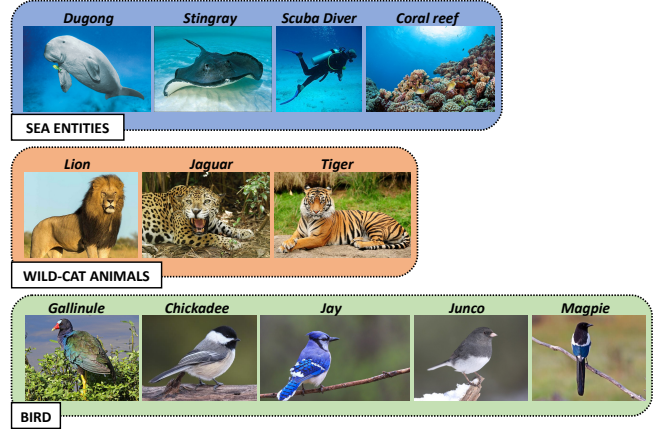 Dugong Stingray Scuba Diver Coral reef
SEA ENTITIES
Lion Jaguar Tiger
WILD-CAT ANIMALS
Gallinule Chickadee Jay Junco Magpie
BIRD